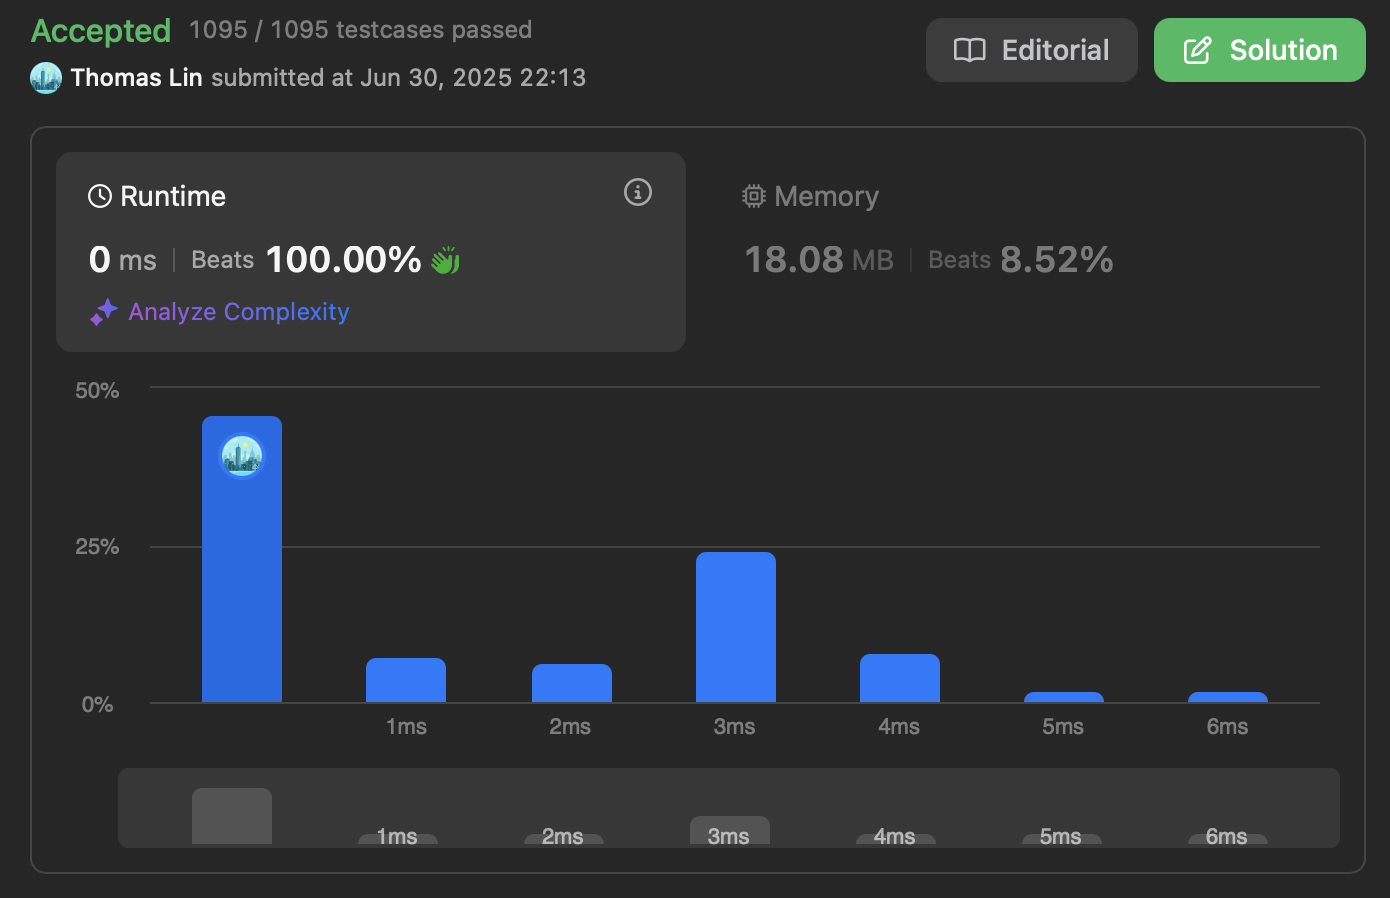 Accepted 1095 / 1095 testcases passed
Thomas Lin submitted at Jun 30, 2025 22:13
Editorial
Solution
Runtime
0 ms | Beats 100.00%
Analyze Complexity
Memory
18.08 MB | Beats 8.52%
50%
25%
0%
1ms 2ms 3ms 4ms 5ms 6ms
1ms 2ms 3ms 4ms 5ms 6ms